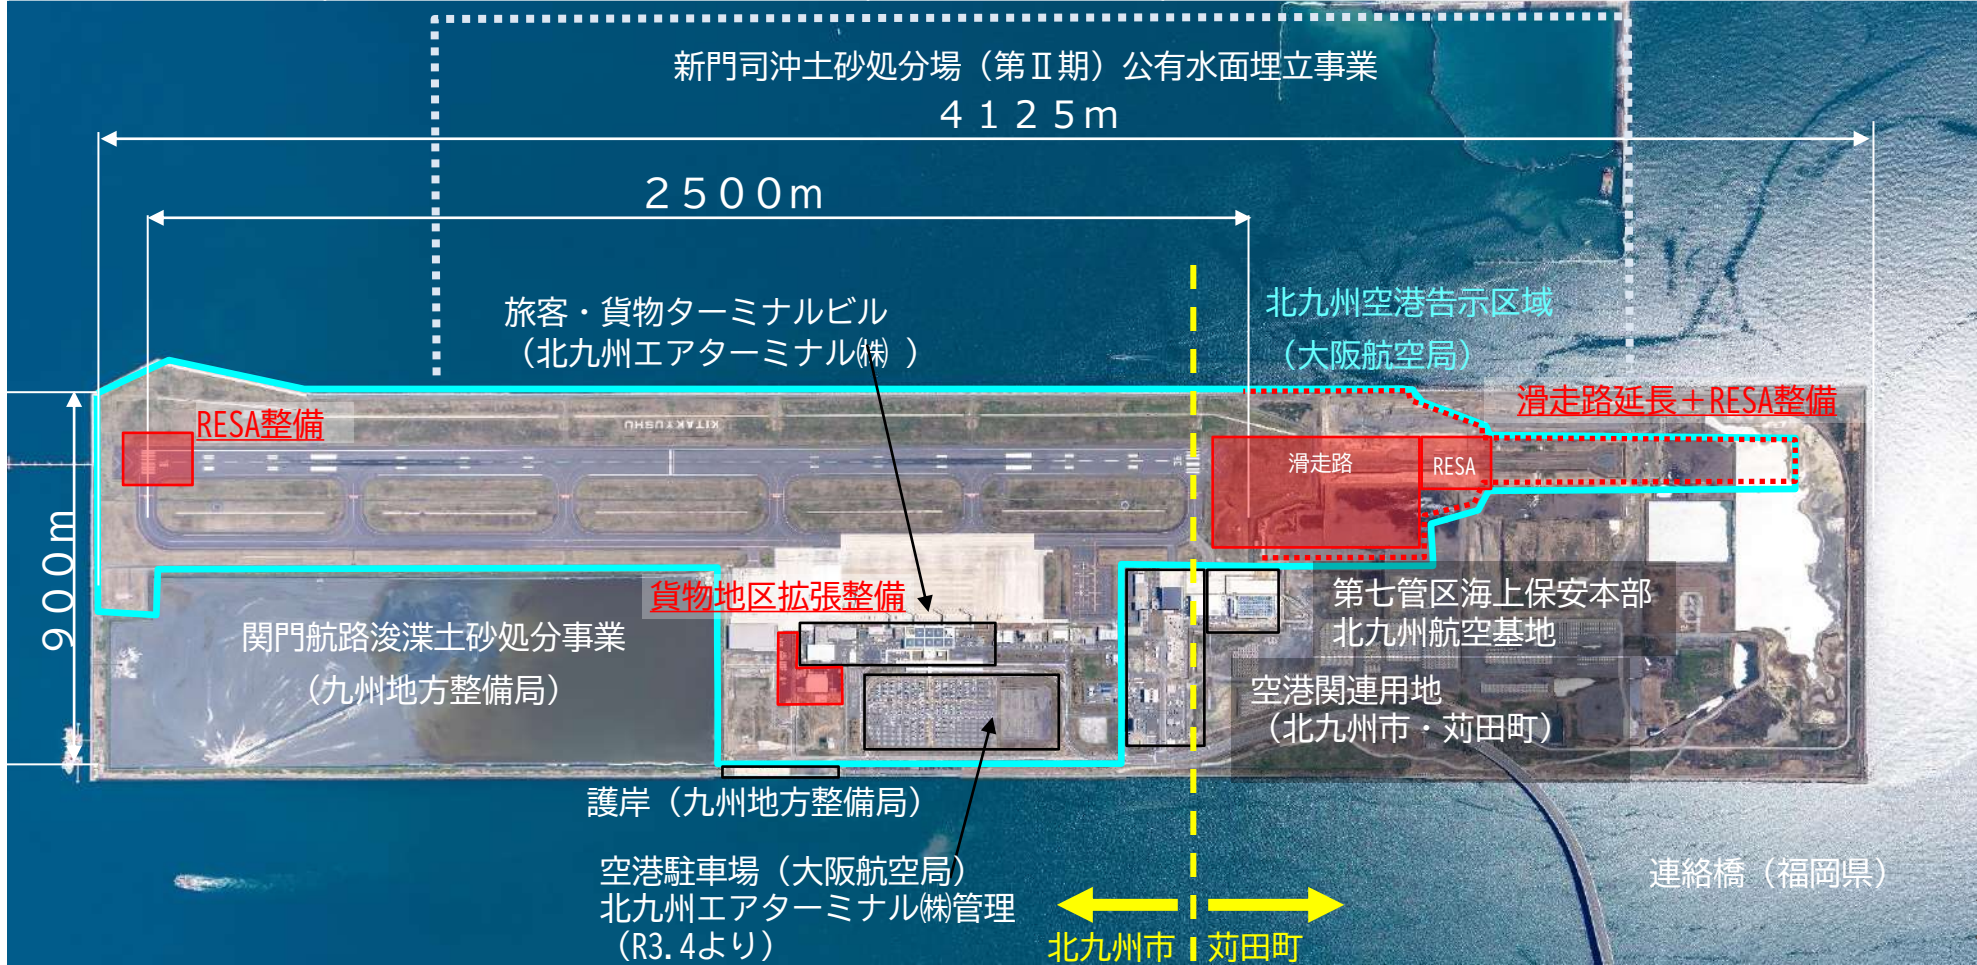 新門司沖土砂処分場（第Ⅱ期）公有水面埋立事業
４１２５ｍ
２５００ｍ
旅客・貨物ターミナルビル
（北九州エアターミナル㈱ ）
北九州空港告示区域
（大阪航空局）
RESA整備
滑走路延長＋RESA整備
KITAKYUSHU
滑走路
RESA
９００ｍ
貨物地区拡張整備
第七管区海上保安本部
北九州航空基地
関門航路浚渫土砂処分事業
（九州地方整備局）
空港関連用地
（北九州市・苅田町）
護岸（九州地方整備局）
空港駐車場（大阪航空局）
北九州エアターミナル㈱管理
（R3.4より）
連絡橋（福岡県）
北九州市
苅田町